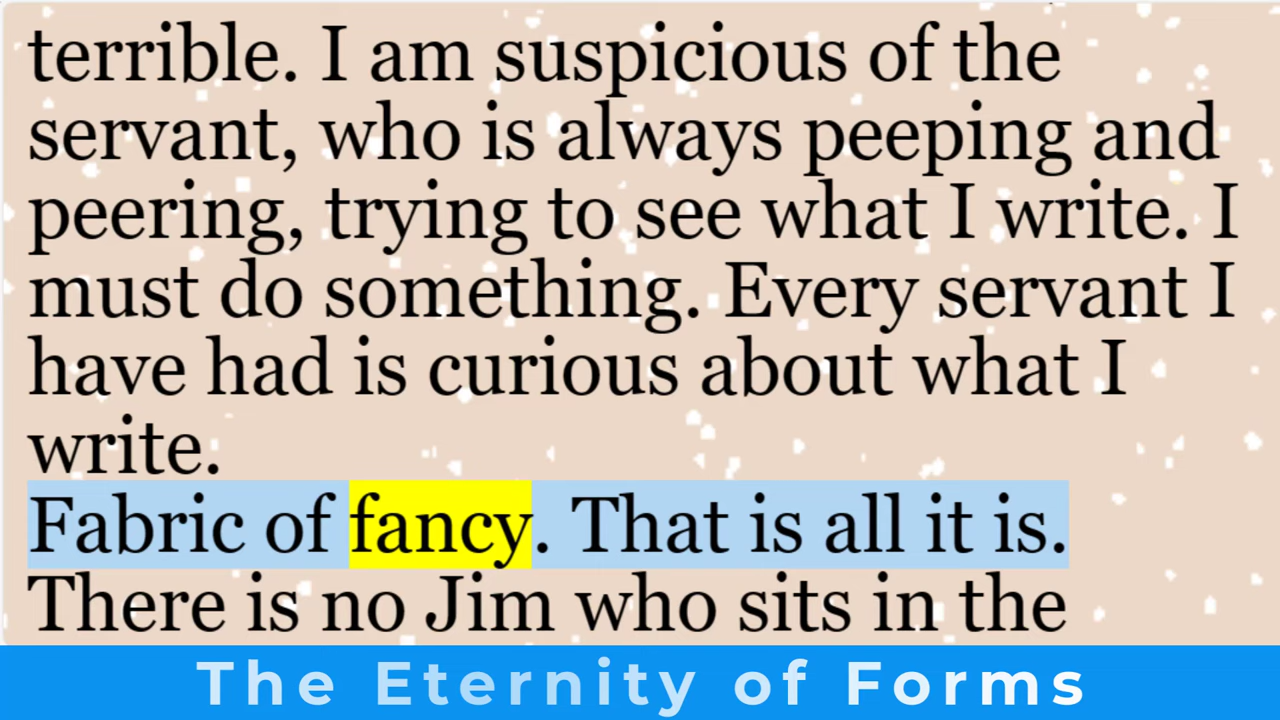 terrible. I am suspicious of the
servant, who is always peeping and
peering, trying to see what I write. I
must do something. Every servant I
have had is curious about what I
write.
Fabric of fancy. That is all it is.
There is no Jim who sits in the
The Eternity of Forms